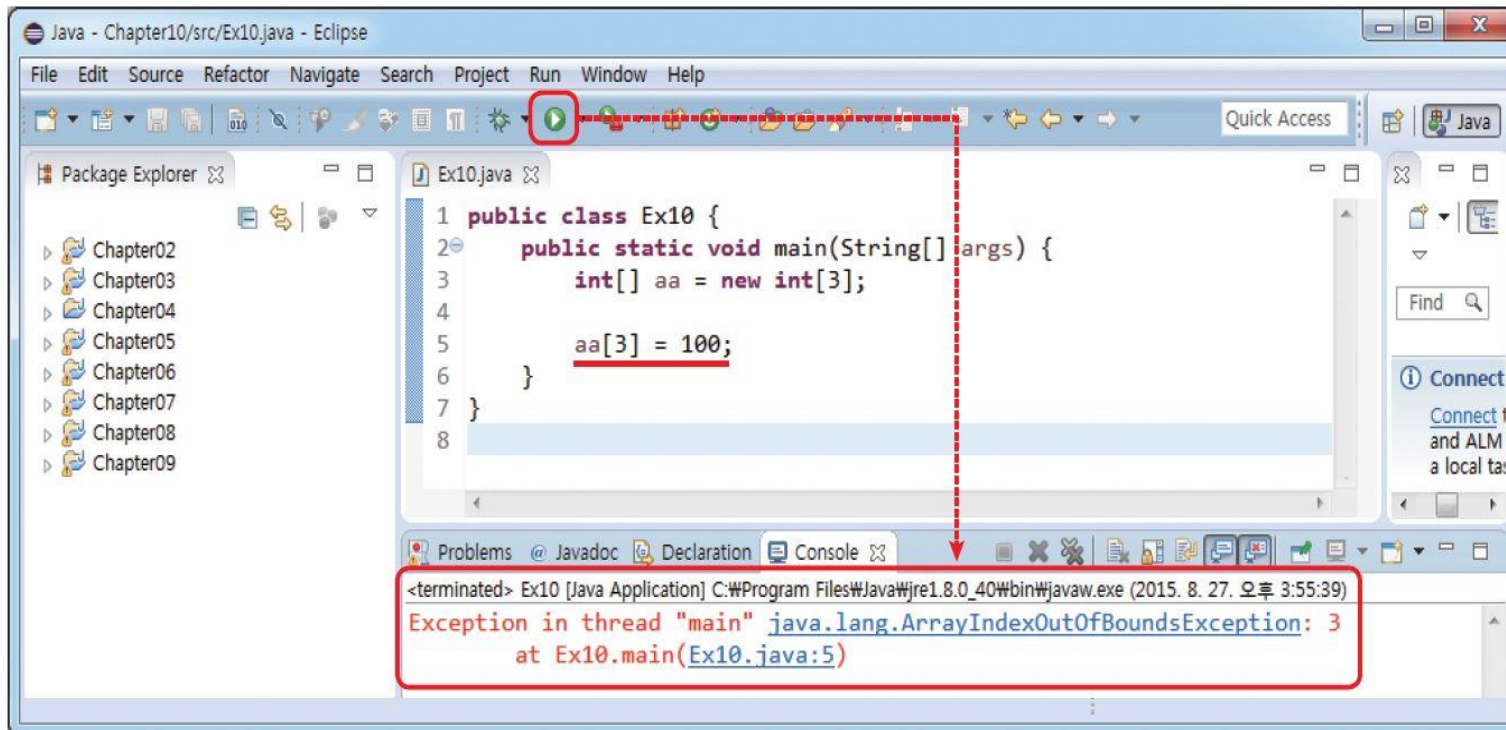 Java - Chapter10/src/Ex10.java - Eclipse
File Edit Source Refactor Navigate Search Project Run Window Help
010
Quick Access
Java
Package Explorer
Chapter02
Chapter03
Chapter04
Chapter05
Chapter06
Chapter07
Chapter08
Chapter09
Ex10.java
1 public class Ex10 {
2 public static void main(String[] args) {
3 int[] aa = new int[3];
4
5 aa[3] = 100;
6 }
7 }
8
Find
Connect
Connect t
and ALM
a local tas
Problems @ Javadoc Declaration Console
<terminated> Ex10 [Java Application] C:₩Program Files₩Java₩jre1.8.0_40₩bin₩javaw.exe (2015. 8. 27. 오후 3:55:39)
Exception in thread "main" java.lang.ArrayIndexOutOfBoundsException: 3
at Ex10.main(Ex10.java:5)